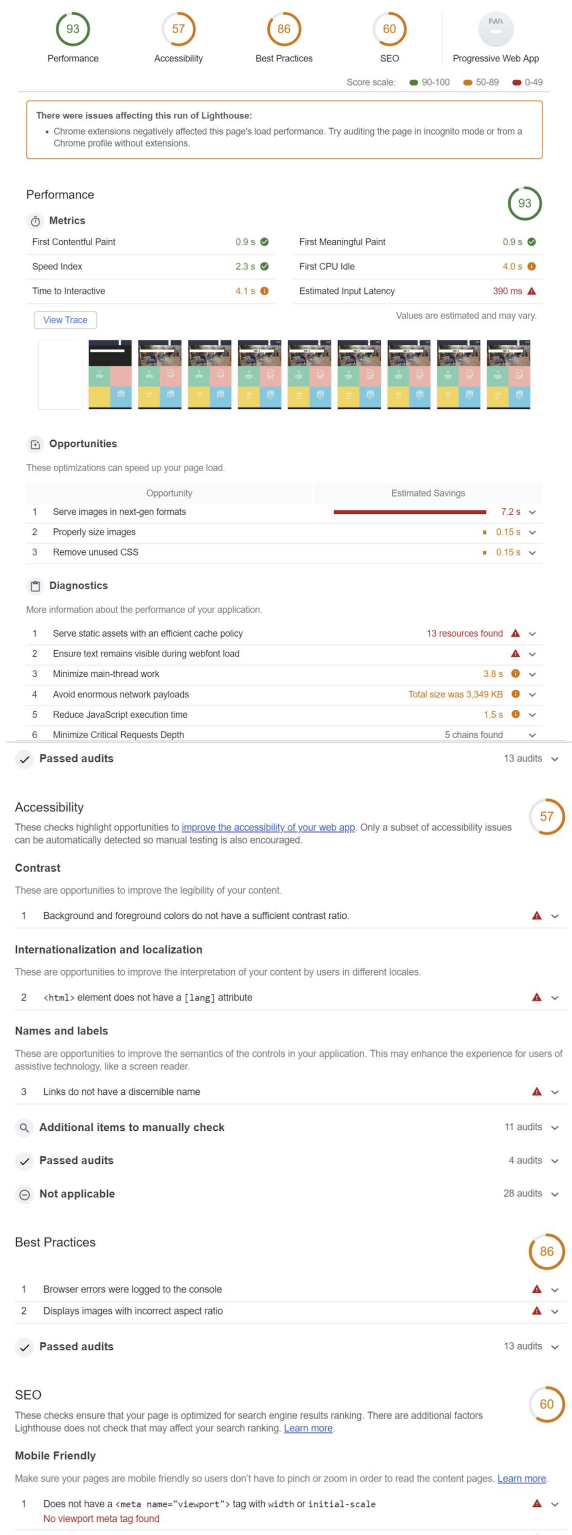 93
57
86
60
PWA
Performance
Accessibility
Best Practices
SEO
Progressive Web App
Score scale: 90-100 50-89 0-49
There were issues affecting this run of Lighthouse:
• Chrome extensions negatively affected this page's load performance. Try auditing the page in incognito mode or from a
Chrome profile without extensions.
Performance
93
Metrics
First Contentful Paint 0.9 s
First Meaningful Paint 0.9 s
Speed Index 2.3 s
First CPU Idle 4.0 s
Time to Interactive 4.1 s
Estimated Input Latency 390 ms
View Trace
Values are estimated and may vary.
Opportunities
These optimizations can speed up your page load.
Opportunity Estimated Savings
1 Serve images in next-gen formats 7.2 s
2 Properly size images 0.15 s
3 Remove unused CSS 0.15 s
Diagnostics
More information about the performance of your application.
1 Serve static assets with an efficient cache policy 13 resources found
2 Ensure text remains visible during webfont load
3 Minimize main-thread work 3.8 s
4 Avoid enormous network payloads Total size was 3,349 KB
5 Reduce JavaScript execution time 1.5 s
6 Minimize Critical Requests Depth 5 chains found
Passed audits 13 audits
Accessibility
57
These checks highlight opportunities to improve the accessibility of your web app. Only a subset of accessibility issues
can be automatically detected so manual testing is also encouraged.
Contrast
These are opportunities to improve the legibility of your content.
1 Background and foreground colors do not have a sufficient contrast ratio.
Internationalization and localization
These are opportunities to improve the interpretation of your content by users in different locales.
2 <html> element does not have a [lang] attribute
Names and labels
These are opportunities to improve the semantics of the controls in your application. This may enhance the experience for users of
assistive technology, like a screen reader.
3 Links do not have a discernible name
Additional items to manually check 11 audits
Passed audits 4 audits
Not applicable 28 audits
Best Practices
86
1 Browser errors were logged to the console
2 Displays images with incorrect aspect ratio
Passed audits 13 audits
SEO
60
These checks ensure that your page is optimized for search engine results ranking. There are additional factors
Lighthouse does not check that may affect your search ranking. Learn more.
Mobile Friendly
Make sure your pages are mobile friendly so users don't have to pinch or zoom in order to read the content pages. Learn more.
1 Does not have a <meta name="viewport"> tag with width or initial-scale
No viewport meta tag found